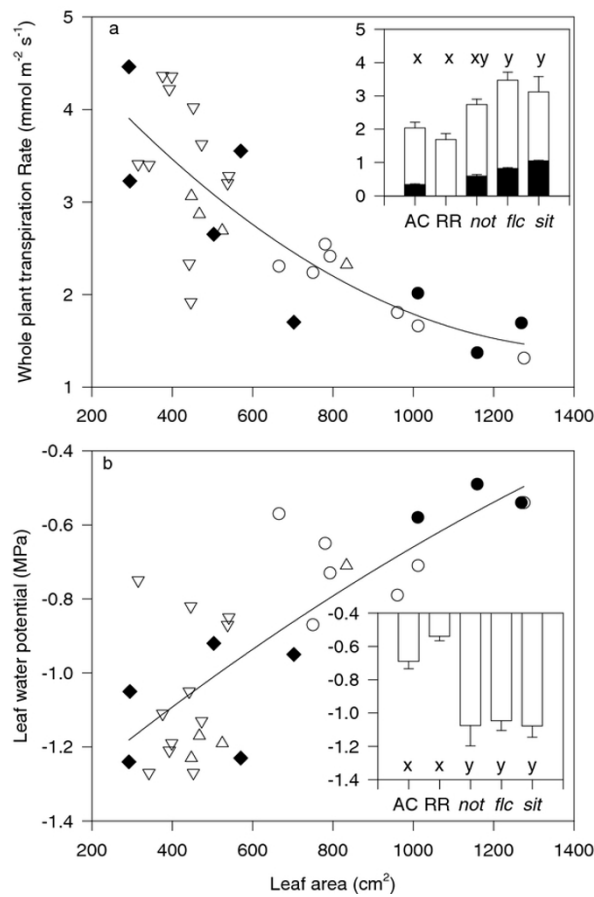 a
5
4
3
2
1
Whole plant transpiration Rate (mmol m-2 s-1)
200 400 600 800 1000 1200 1400
5
4
3
2
1
0
x x xy y y
AC RR not flc sit
b
-0.4
-0.6
-0.8
-1.0
-1.2
-1.4
Leaf water potential (MPa)
-0.4
-0.6
-0.8
-1.0
-1.2
-1.4
x x y y y
AC RR not flc sit
200 400 600 800 1000 1200 1400
Leaf area (cm2)